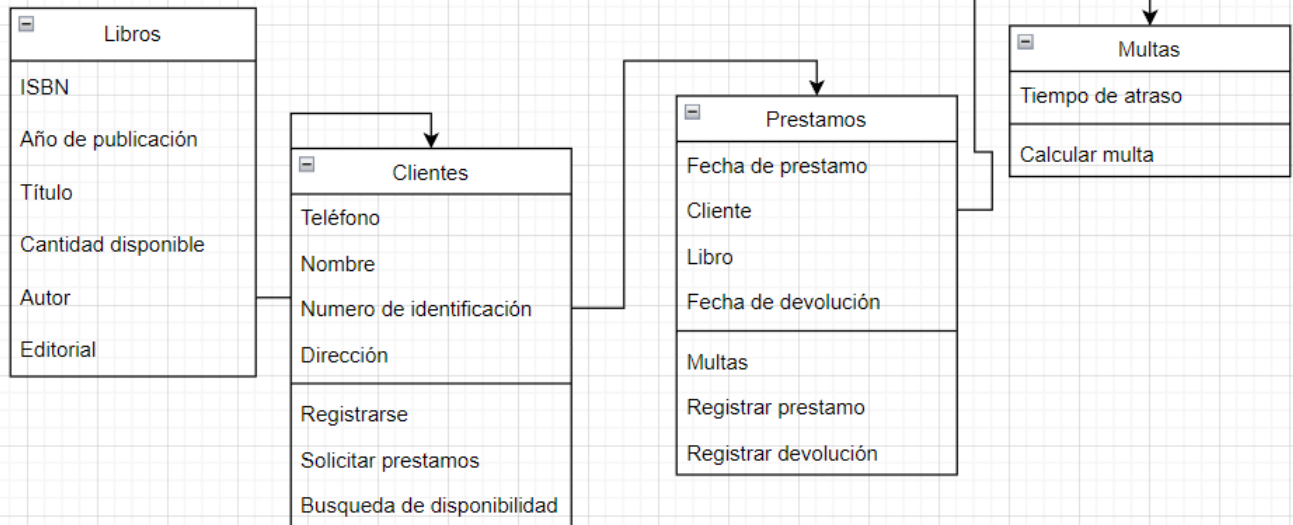 Libros
ISBN
Año de publicación
Título
Cantidad disponible
Autor
Editorial
Clientes
Teléfono
Nombre
Numero de identificación
Dirección
Registrarse
Solicitar prestamos
Busqueda de disponibilidad
Prestamos
Fecha de prestamo
Cliente
Libro
Fecha de devolución
Multas
Registrar prestamo
Registrar devolución
Multas
Tiempo de atraso
Calcular multa